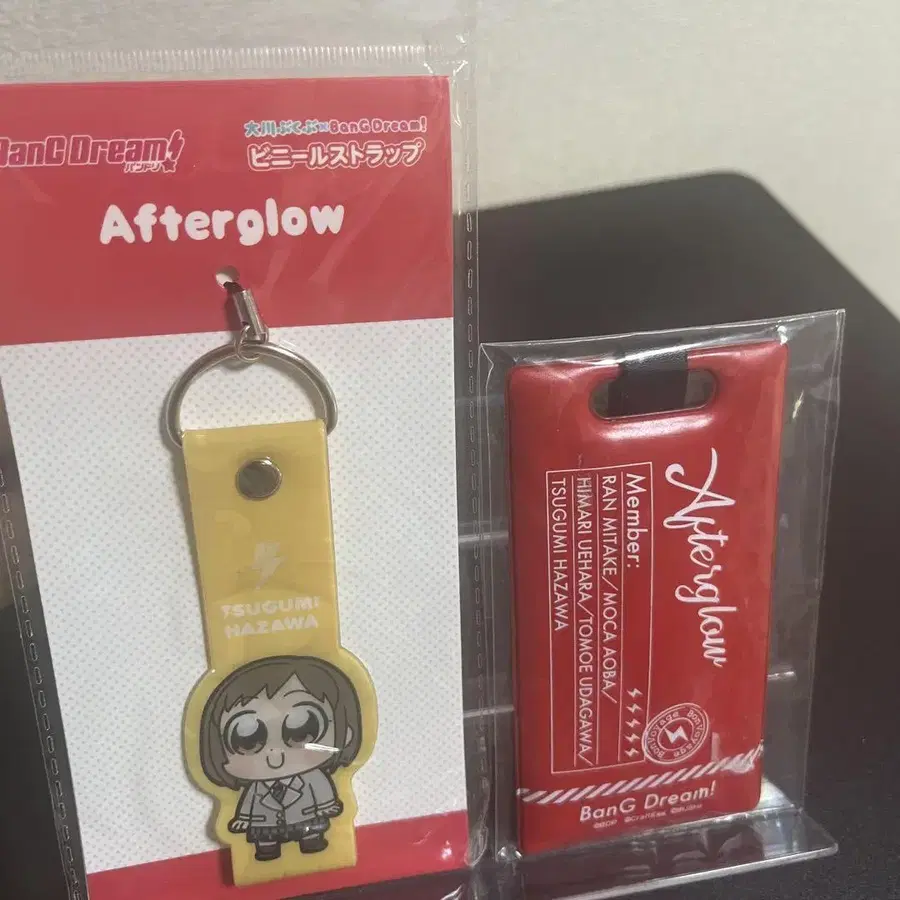 BanG Dream!
バンドリ
大川ぶくぶ×BanG Dream!
ビニールストラップ
Afterglow
TSUGUMI
HAZAWA
Afterglow
Member:
RAN MITAKE/MOCA AOBA/
HIMARI UEHARA/TOMOE UDAGAWA/
TSUGUMI HAZAWA
BonVoyage
BonVoyage
BanG Dream!